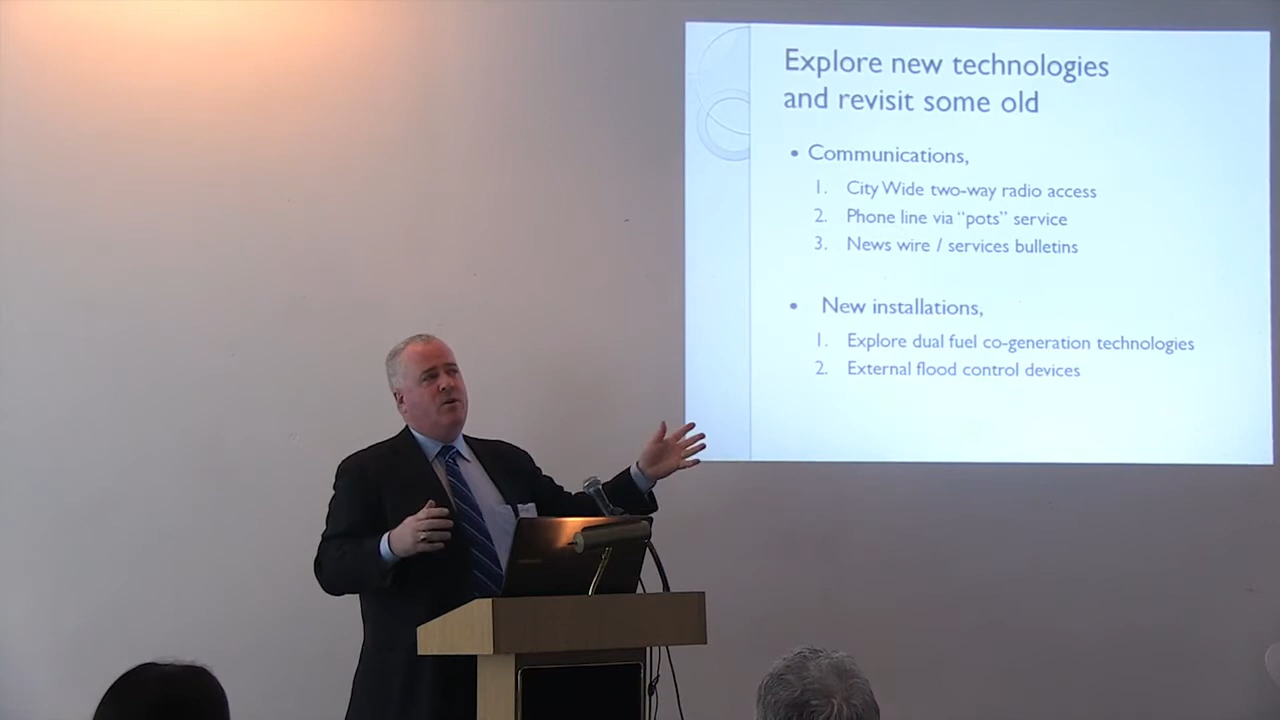 Explore new technologies
and revisit some old
• Communications,
1. City Wide two-way radio access
2. Phone line via “pots” service
3. News wire / services bulletins
• New installations,
1. Explore dual fuel co-generation technologies
2. External flood control devices